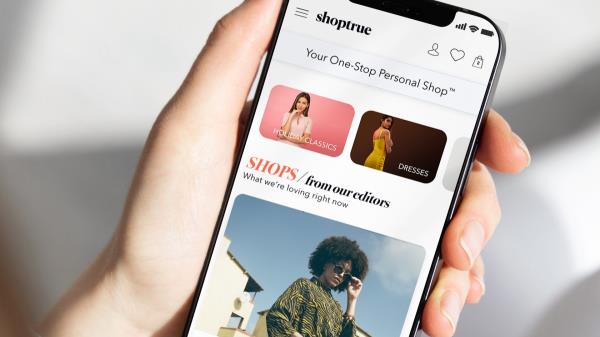 shoptrue
Your One-Stop Personal Shop™
HOLIDAY CLASSICS
DRESSES
SHOPS / from our editors
What we're loving right now